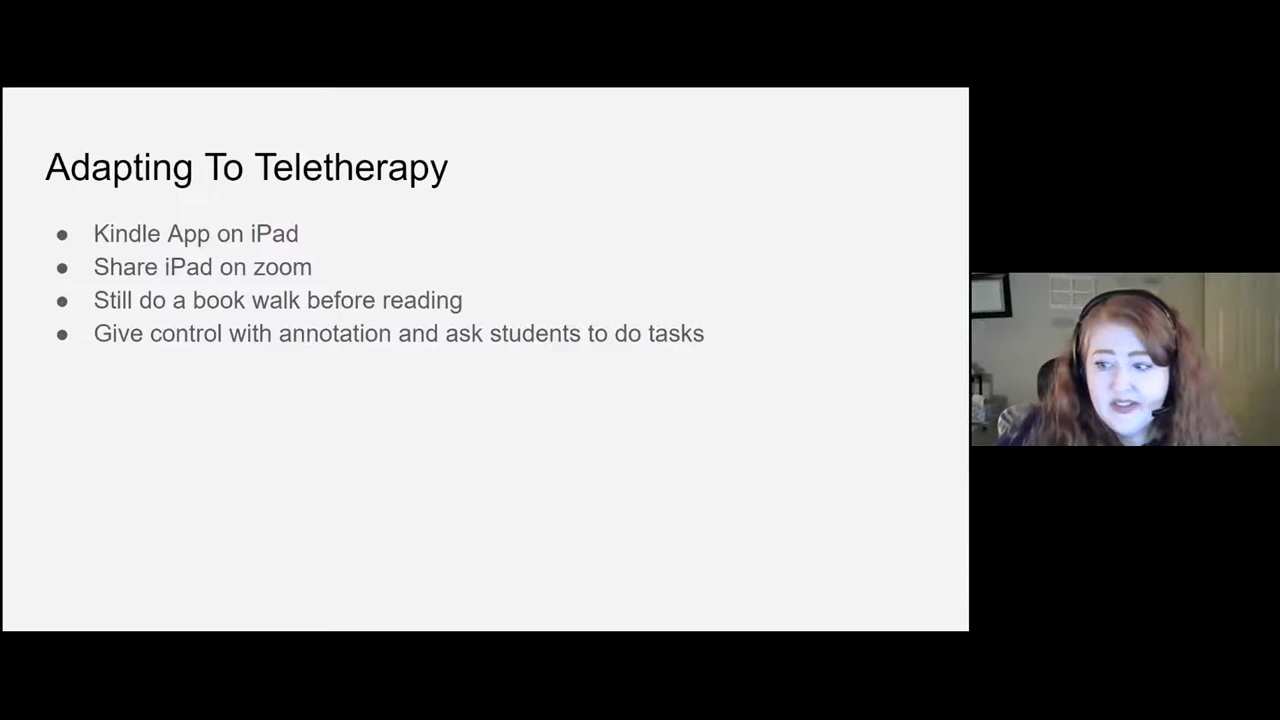 Adapting To Teletherapy
● Kindle App on iPad
● Share iPad on zoom
● Still do a book walk before reading
● Give control with annotation and ask students to do tasks